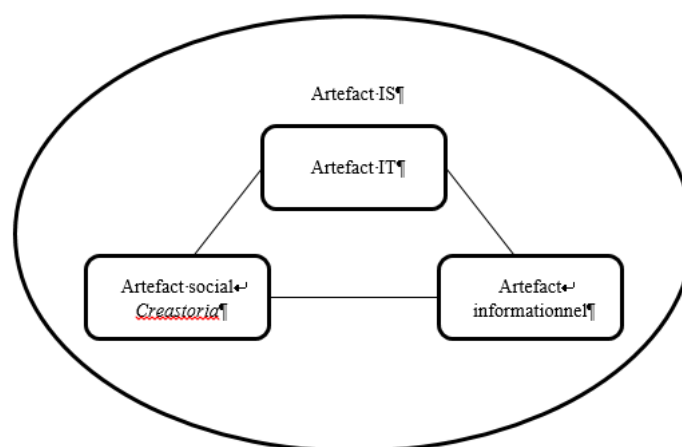 Artefact·IS¶
Artefact·IT¶
Artefact·social↵
Creastoria¶
Artefact↵
informationnel¶